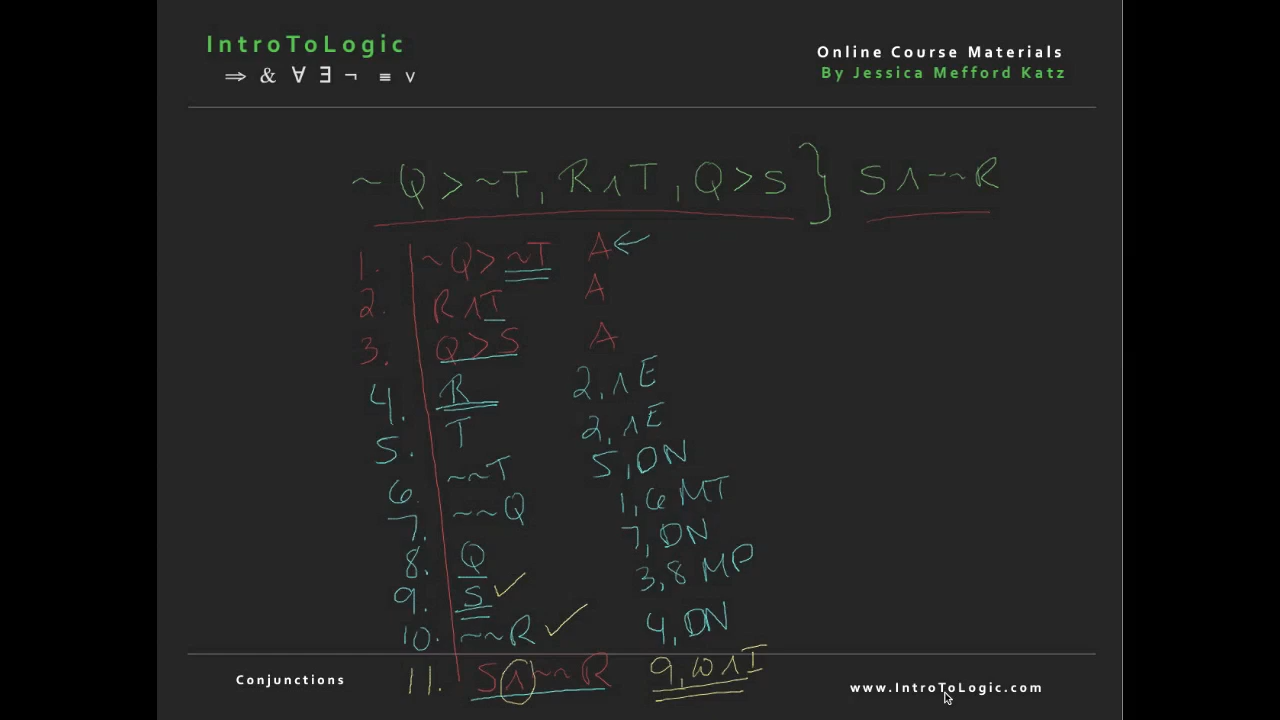 IntroToLogic
⇒ & ∀ ∃ ¬ ≡ v
Online Course Materials
By Jessica Mefford Katz
~Q > ~T, R ∧ T, Q > S } S ∧ ~~R
1. ~Q > ~T A ←
2. R ∧ T A
3. Q > S A
4. R 2, ∧E
5. T 2, ∧E
6. ~~T 5, DN
7. ~~Q 1, 6 MT
8. Q 7, DN
9. S ✓ 3, 8 MP
10. ~~R ✓ 4, DN
11. S ∧ ~~R 9, 10 ∧I
Conjunctions
www.IntroToLogic.com